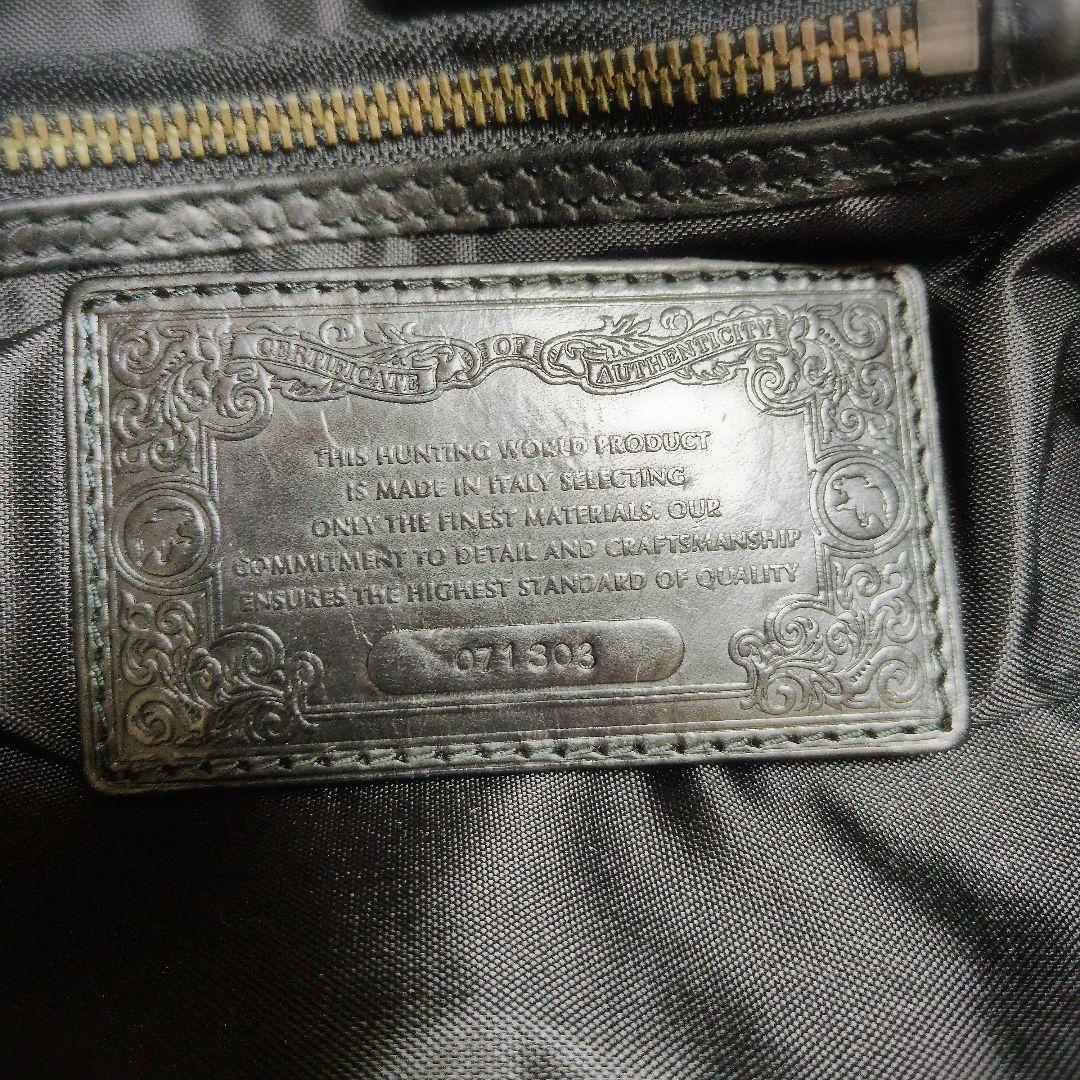 CERTIFICATE OF AUTHENTICITY
THIS HUNTING WORLD PRODUCT
IS MADE IN ITALY SELECTING
ONLY THE FINEST MATERIALS. OUR
COMMITMENT TO DETAIL AND CRAFTSMANSHIP
ENSURES THE HIGHEST STANDARD OF QUALITY
071303